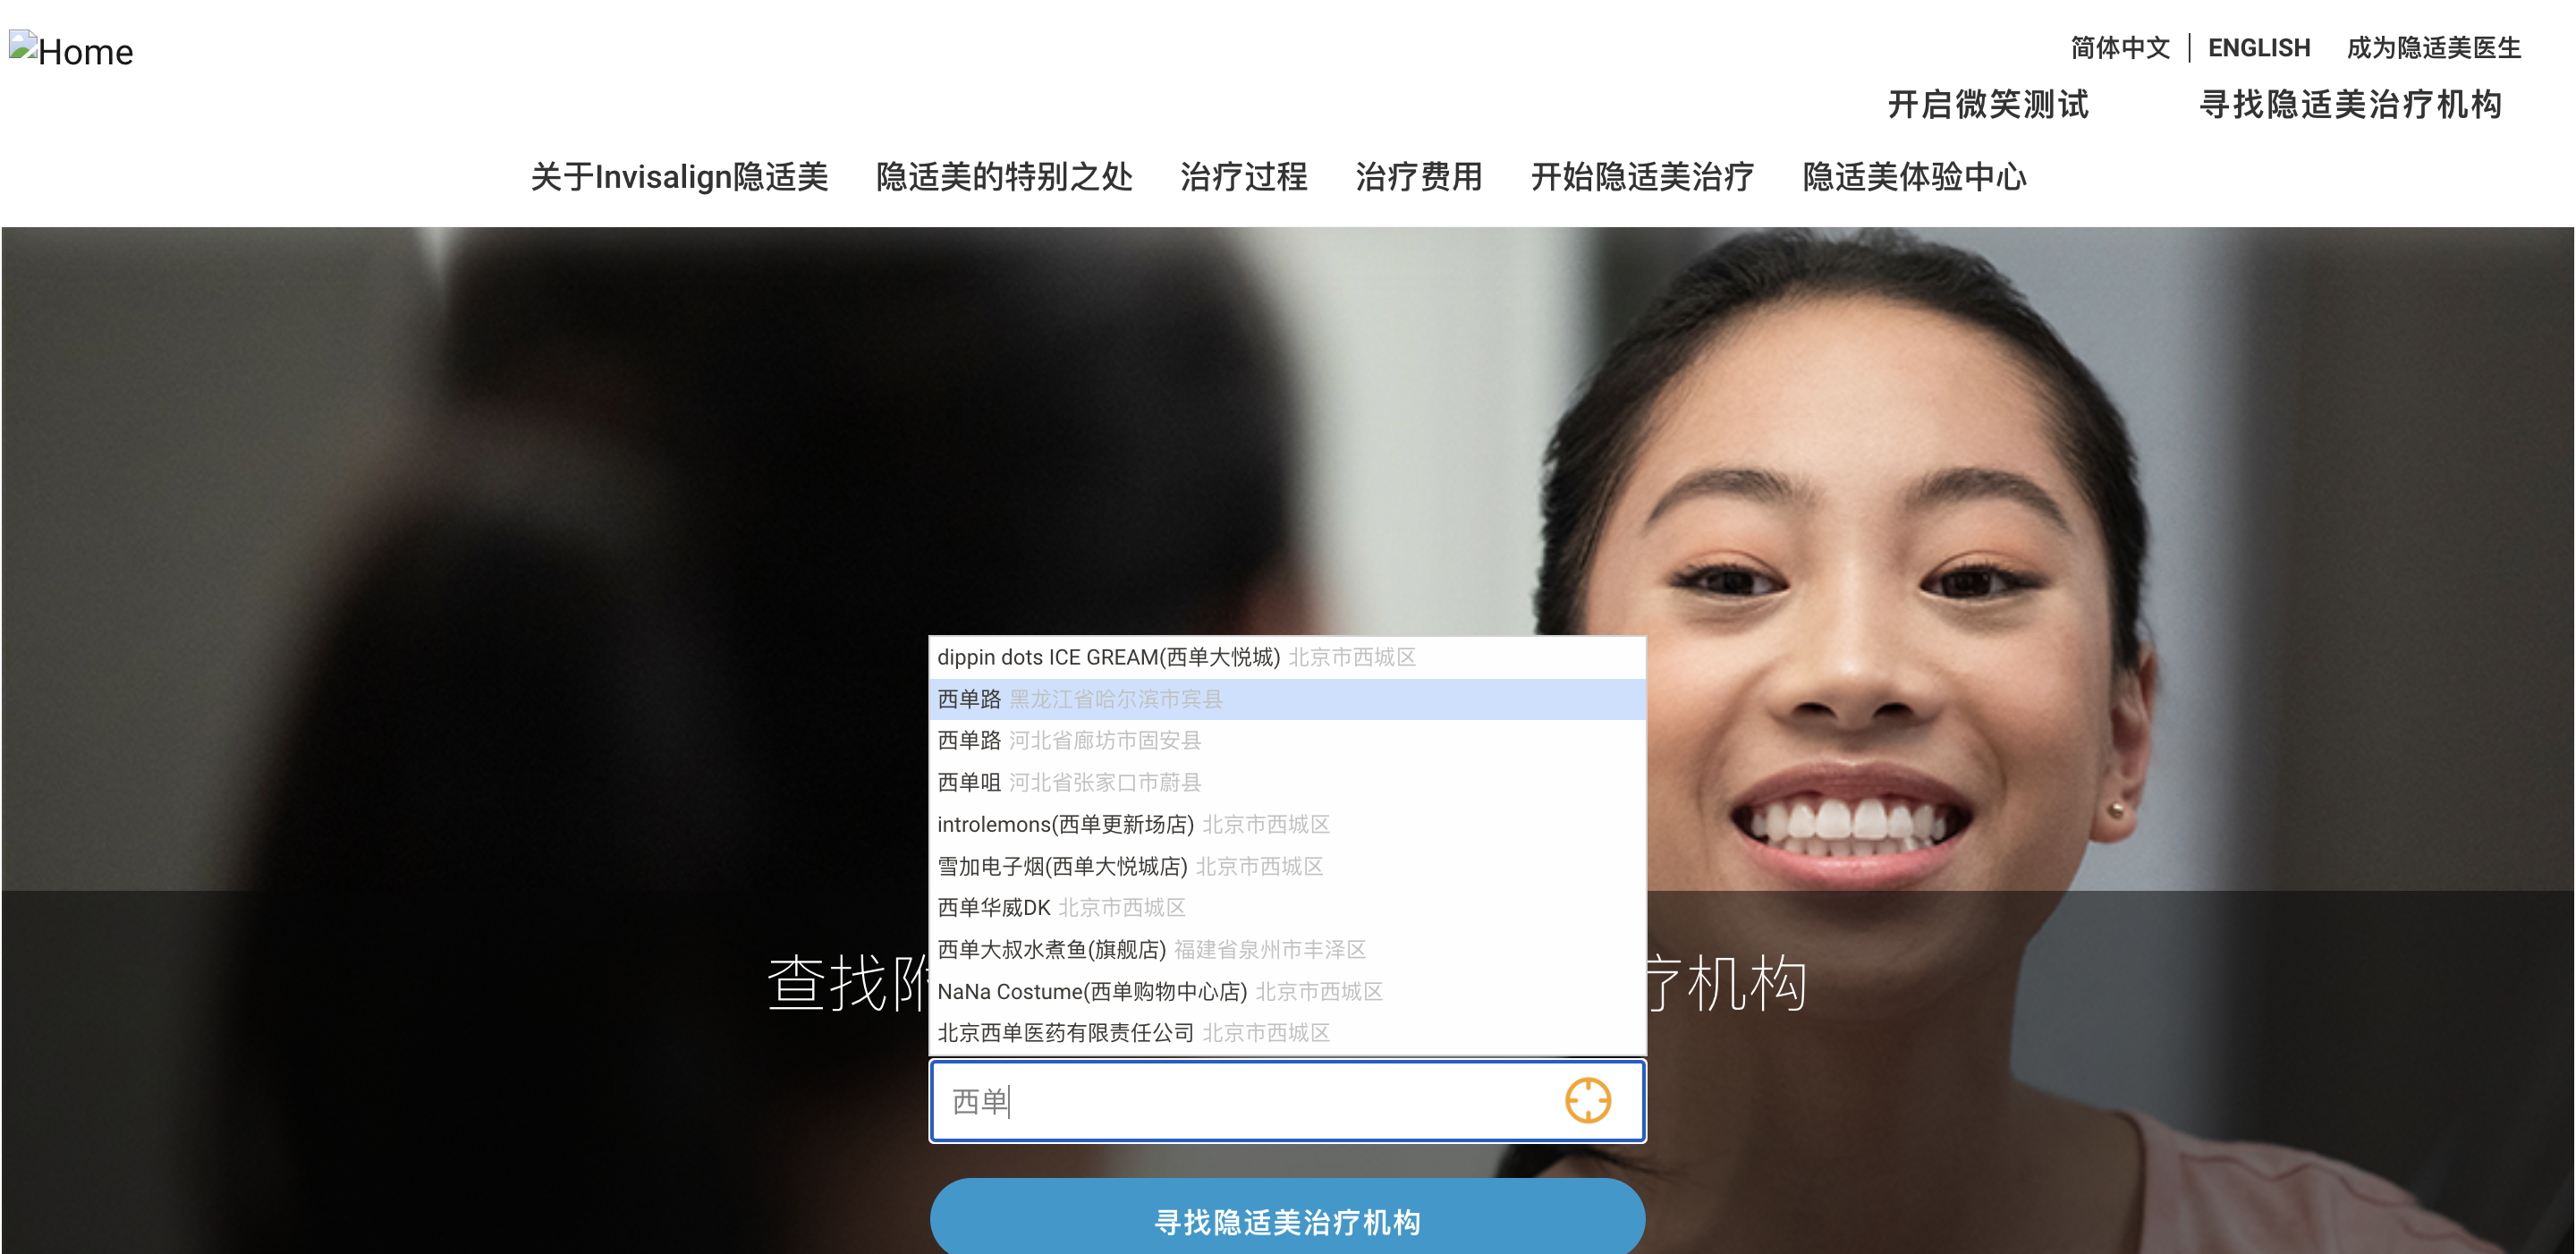 Home
简体中文 | ENGLISH 成为隐适美医生
开启微笑测试 寻找隐适美治疗机构
关于Invisalign隐适美 隐适美的特别之处 治疗过程 治疗费用 开始隐适美治疗 隐适美体验中心
dippin dots ICE GREAM(西单大悦城) 北京市西城区
西单路 黑龙江省哈尔滨市宾县
西单路 河北省廊坊市固安县
西单咀 河北省张家口市蔚县
introlemons(西单更新场店) 北京市西城区
雪加电子烟(西单大悦城店) 北京市西城区
西单华威DK 北京市西城区
西单大叔水煮鱼(旗舰店) 福建省泉州市丰泽区
查找 疗机构
NaNa Costume(西单购物中心店) 北京市西城区
北京西单医药有限责任公司 北京市西城区
西单
寻找隐适美治疗机构